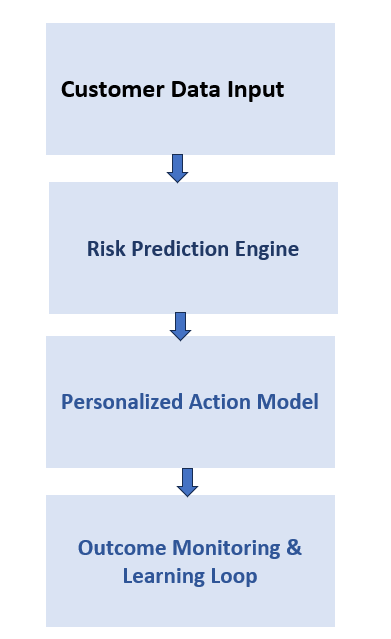 Customer Data Input
Risk Prediction Engine
Personalized Action Model
Outcome Monitoring &
Learning Loop